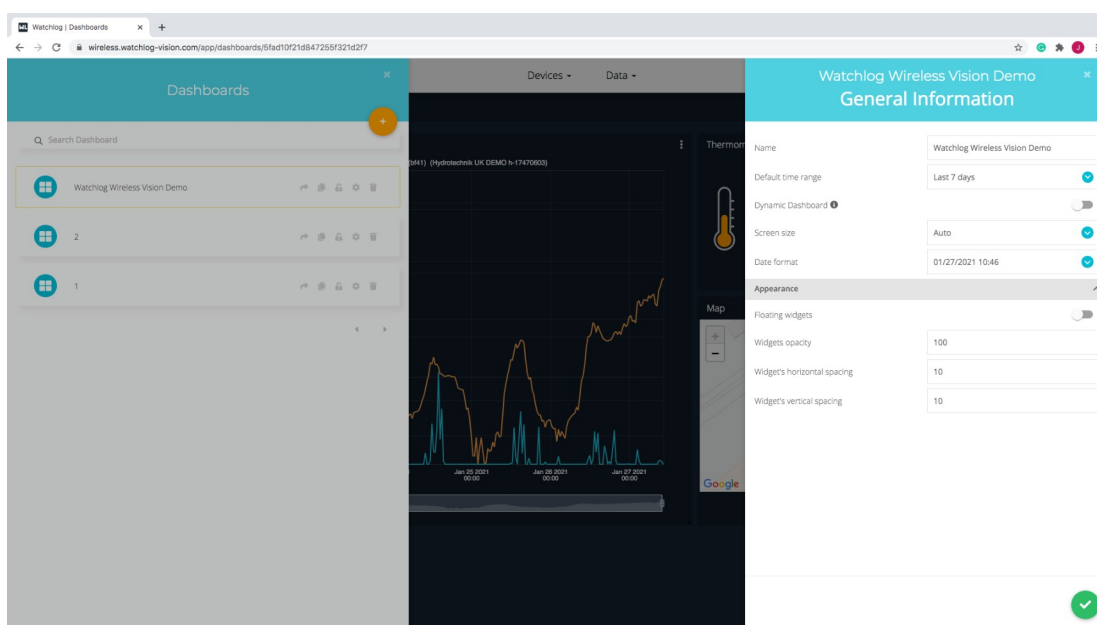 WL Watchlog | Dashboards
wireless.watchlog-vision.com/app/dashboards/5fad10f21d847255f321d2f7
J
Dashboards
Search Dashboard
Watchlog Wireless Vision Demo
2
1
Devices
Data
(bf41) (Hydrotechnik UK DEMO h-17470603)
Jan 25 2021
00:00
Jan 26 2021
00:00
Jan 27 2021
00:00
Thermom
Map
+
−
Google
Watchlog Wireless Vision Demo
General Information
Name
Watchlog Wireless Vision Demo
Default time range
Last 7 days
Dynamic Dashboard
Screen size
Auto
Date format
01/27/2021 10:46
Appearance
Floating widgets
Widgets opacity
100
Widget's horizontal spacing
10
Widget's vertical spacing
10